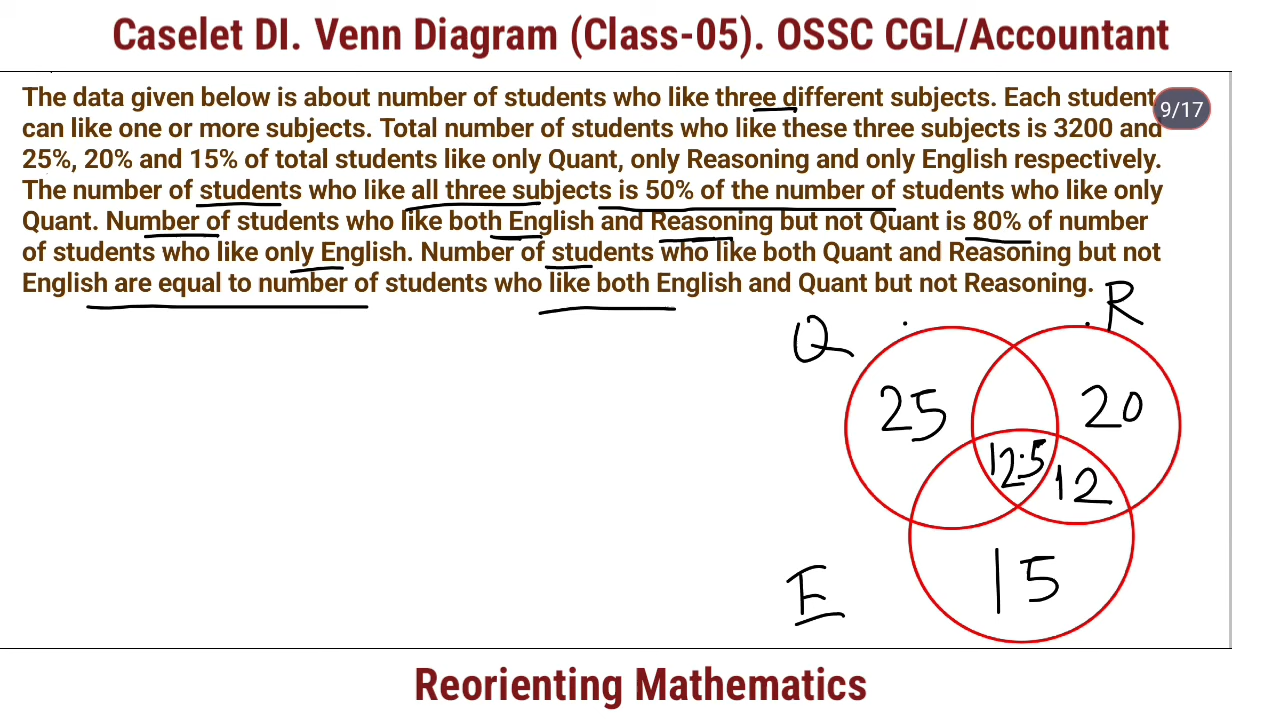 Caselet DI. Venn Diagram (Class-05). OSSC CGL/Accountant
The data given below is about number of students who like three different subjects. Each student
can like one or more subjects. Total number of students who like these three subjects is 3200 and
25%, 20% and 15% of total students like only Quant, only Reasoning and only English respectively.
The number of students who like all three subjects is 50% of the number of students who like only
Quant. Number of students who like both English and Reasoning but not Quant is 80% of number
of students who like only English. Number of students who like both Quant and Reasoning but not
English are equal to number of students who like both English and Quant but not Reasoning.
9/17
R
Q
25
20
12.5
12
E
15
Reorienting Mathematics